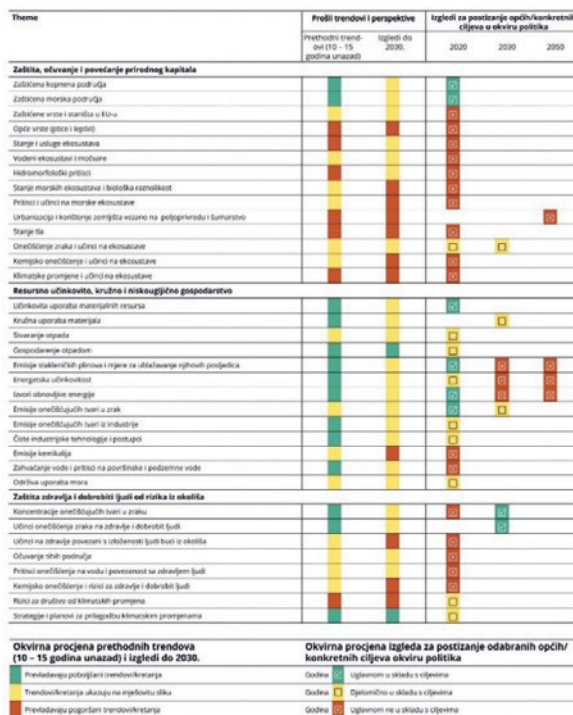 Theme
Prošli trendovi i perspektive
Izgledi za postizanje općih/konkretnih
ciljeva u okviru politika
Prethodni trend-
ovi (10 – 15
godina unazad)
Izgledi do
2030.
2020
2030
2050
Zaštita, očuvanje i povećanje prirodnog kapitala
Zaštićena kopnena područja
Zaštićena morska područja
Zaštićene vrste i staništa u EU-u
Opće vrste (ptice i leptiri)
Stanje i usluge ekosustava
Vodeni ekosustavi i močvare
Hidromorfološki pritisci
Stanje morskih ekosustava i biološka raznolikost
Pritisci i učinci na morske ekosustave
Urbanizacija i korištenje zemljišta vezano na poljoprivredu i šumarstvo
Stanje tla
Onečišćenje zraka i učinci na ekosustave
Kemijsko onečišćenje i učinci na ekosustave
Klimatske promjene i učinci na ekosustave
Resursno učinkovito, kružno i niskougljično gospodarstvo
Učinkovita uporaba materijalnih resursa
Kružna uporaba materijala
Stvaranje otpada
Gospodarenje otpadom
Emisije stakleničkih plinova i mjere za ublažavanje njihovih posljedica
Energetska učinkovitost
Izvori obnovljive energije
Emisije onečišćujućih tvari u zrak
Emisije onečišćujućih tvari iz industrije
Čiste industrijske tehnologije i postupci
Emisije kemikalija
Zahvaćanje vode i pritisci na površinske i podzemne vode
Održiva uporaba mora
Zaštita zdravlja i dobrobiti ljudi od rizika iz okoliša
Koncentracije onečišćujućih tvari u zraku
Učinci onečišćenja zraka na zdravlje i dobrobit ljudi
Učinci na zdravlje povezani s izloženosti ljudi buci iz okoliša
Očuvanje tihih područja
Pritisci onečišćenja na vodu i povezanost sa zdravljem ljudi
Kemijsko onečišćenje i rizici za zdravlje i dobrobit ljudi
Rizici za društvo od klimatskih promjena
Strategije i planovi za prilagodbu klimatskim promjenama
Okvirna procjena prethodnih trendova
(10 – 15 godina unazad) i izgledi do 2030.
Prevladavaju poboljšani trendovi/kretanja
Trendovi/kretanja ukazuju na mješovitu sliku
Prevladavaju pogoršani trendovi/kretanja
Okvirna procjena izgleda za postizanje odabranih općih/
konkretnih ciljeva okviru politika
Godina Uglavnom u skladu s ciljevima
Godina Djelomično u skladu s ciljevima
Godina Uglavnom ne u skladu s ciljevima